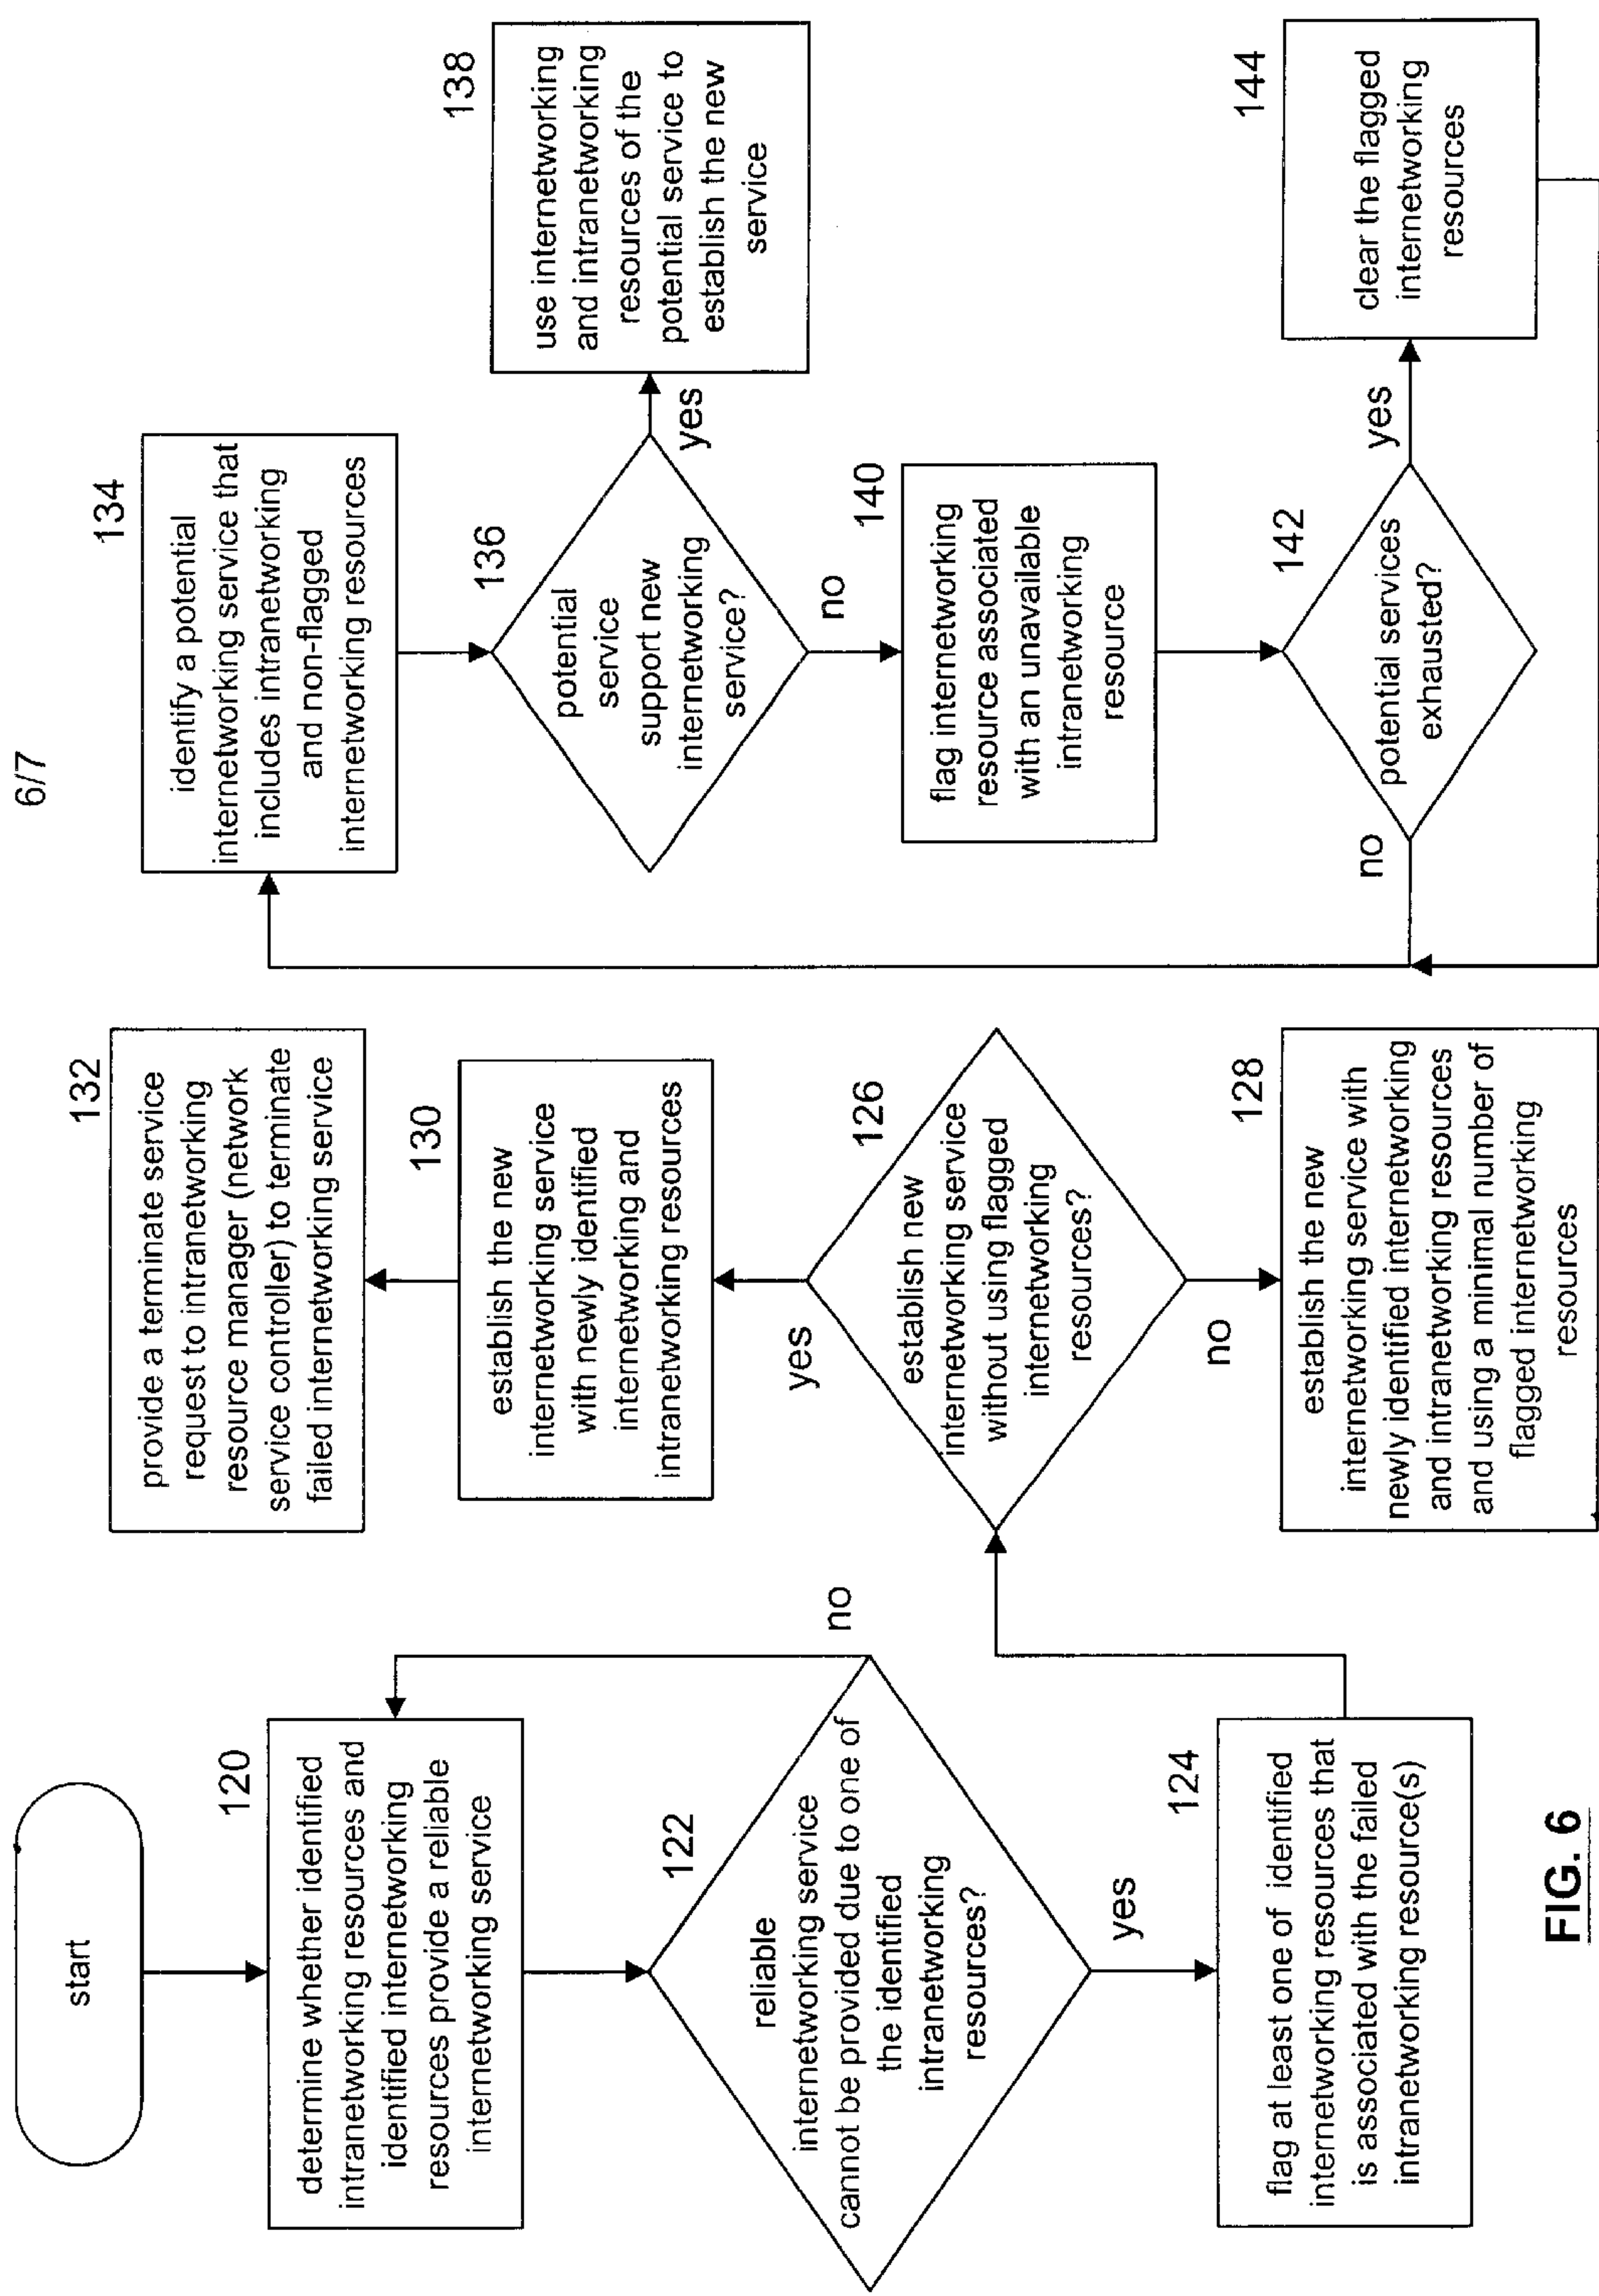 6/7
start
120
determine whether identified
intranetworking resources and
identified internetworking
resources provide a reliable
internetworking service
122
reliable
internetworking service
cannot be provided due to one of
the identified
intranetworking
resources?
no
yes
124
flag at least one of identified
internetworking resources that
is associated with the failed
intranetworking resource(s)
132
provide a terminate service
request to intranetworking
resource manager (network
service controller) to terminate
failed internetworking service
130
establish the new
internetworking service
with newly identified
internetworking and
intranetworking resources
yes
126
establish new
internetworking service
without using flagged
internetworking
resources?
no
128
establish the new
internetworking service with
newly identified internetworking
and intranetworking resources
and using a minimal number of
flagged internetworking
resources
134
identify a potential
internetworking service that
includes intranetworking
and non-flagged
internetworking resources
136
potential
service
support new
internetworking
service?
yes
138
use internetworking
and intranetworking
resources of the
potential service to
establish the new
service
no
140
flag internetworking
resource associated
with an unavailable
intranetworking
resource
142
potential services
exhausted?
no
yes
144
clear the flagged
internetworking
resources
FIG. 6